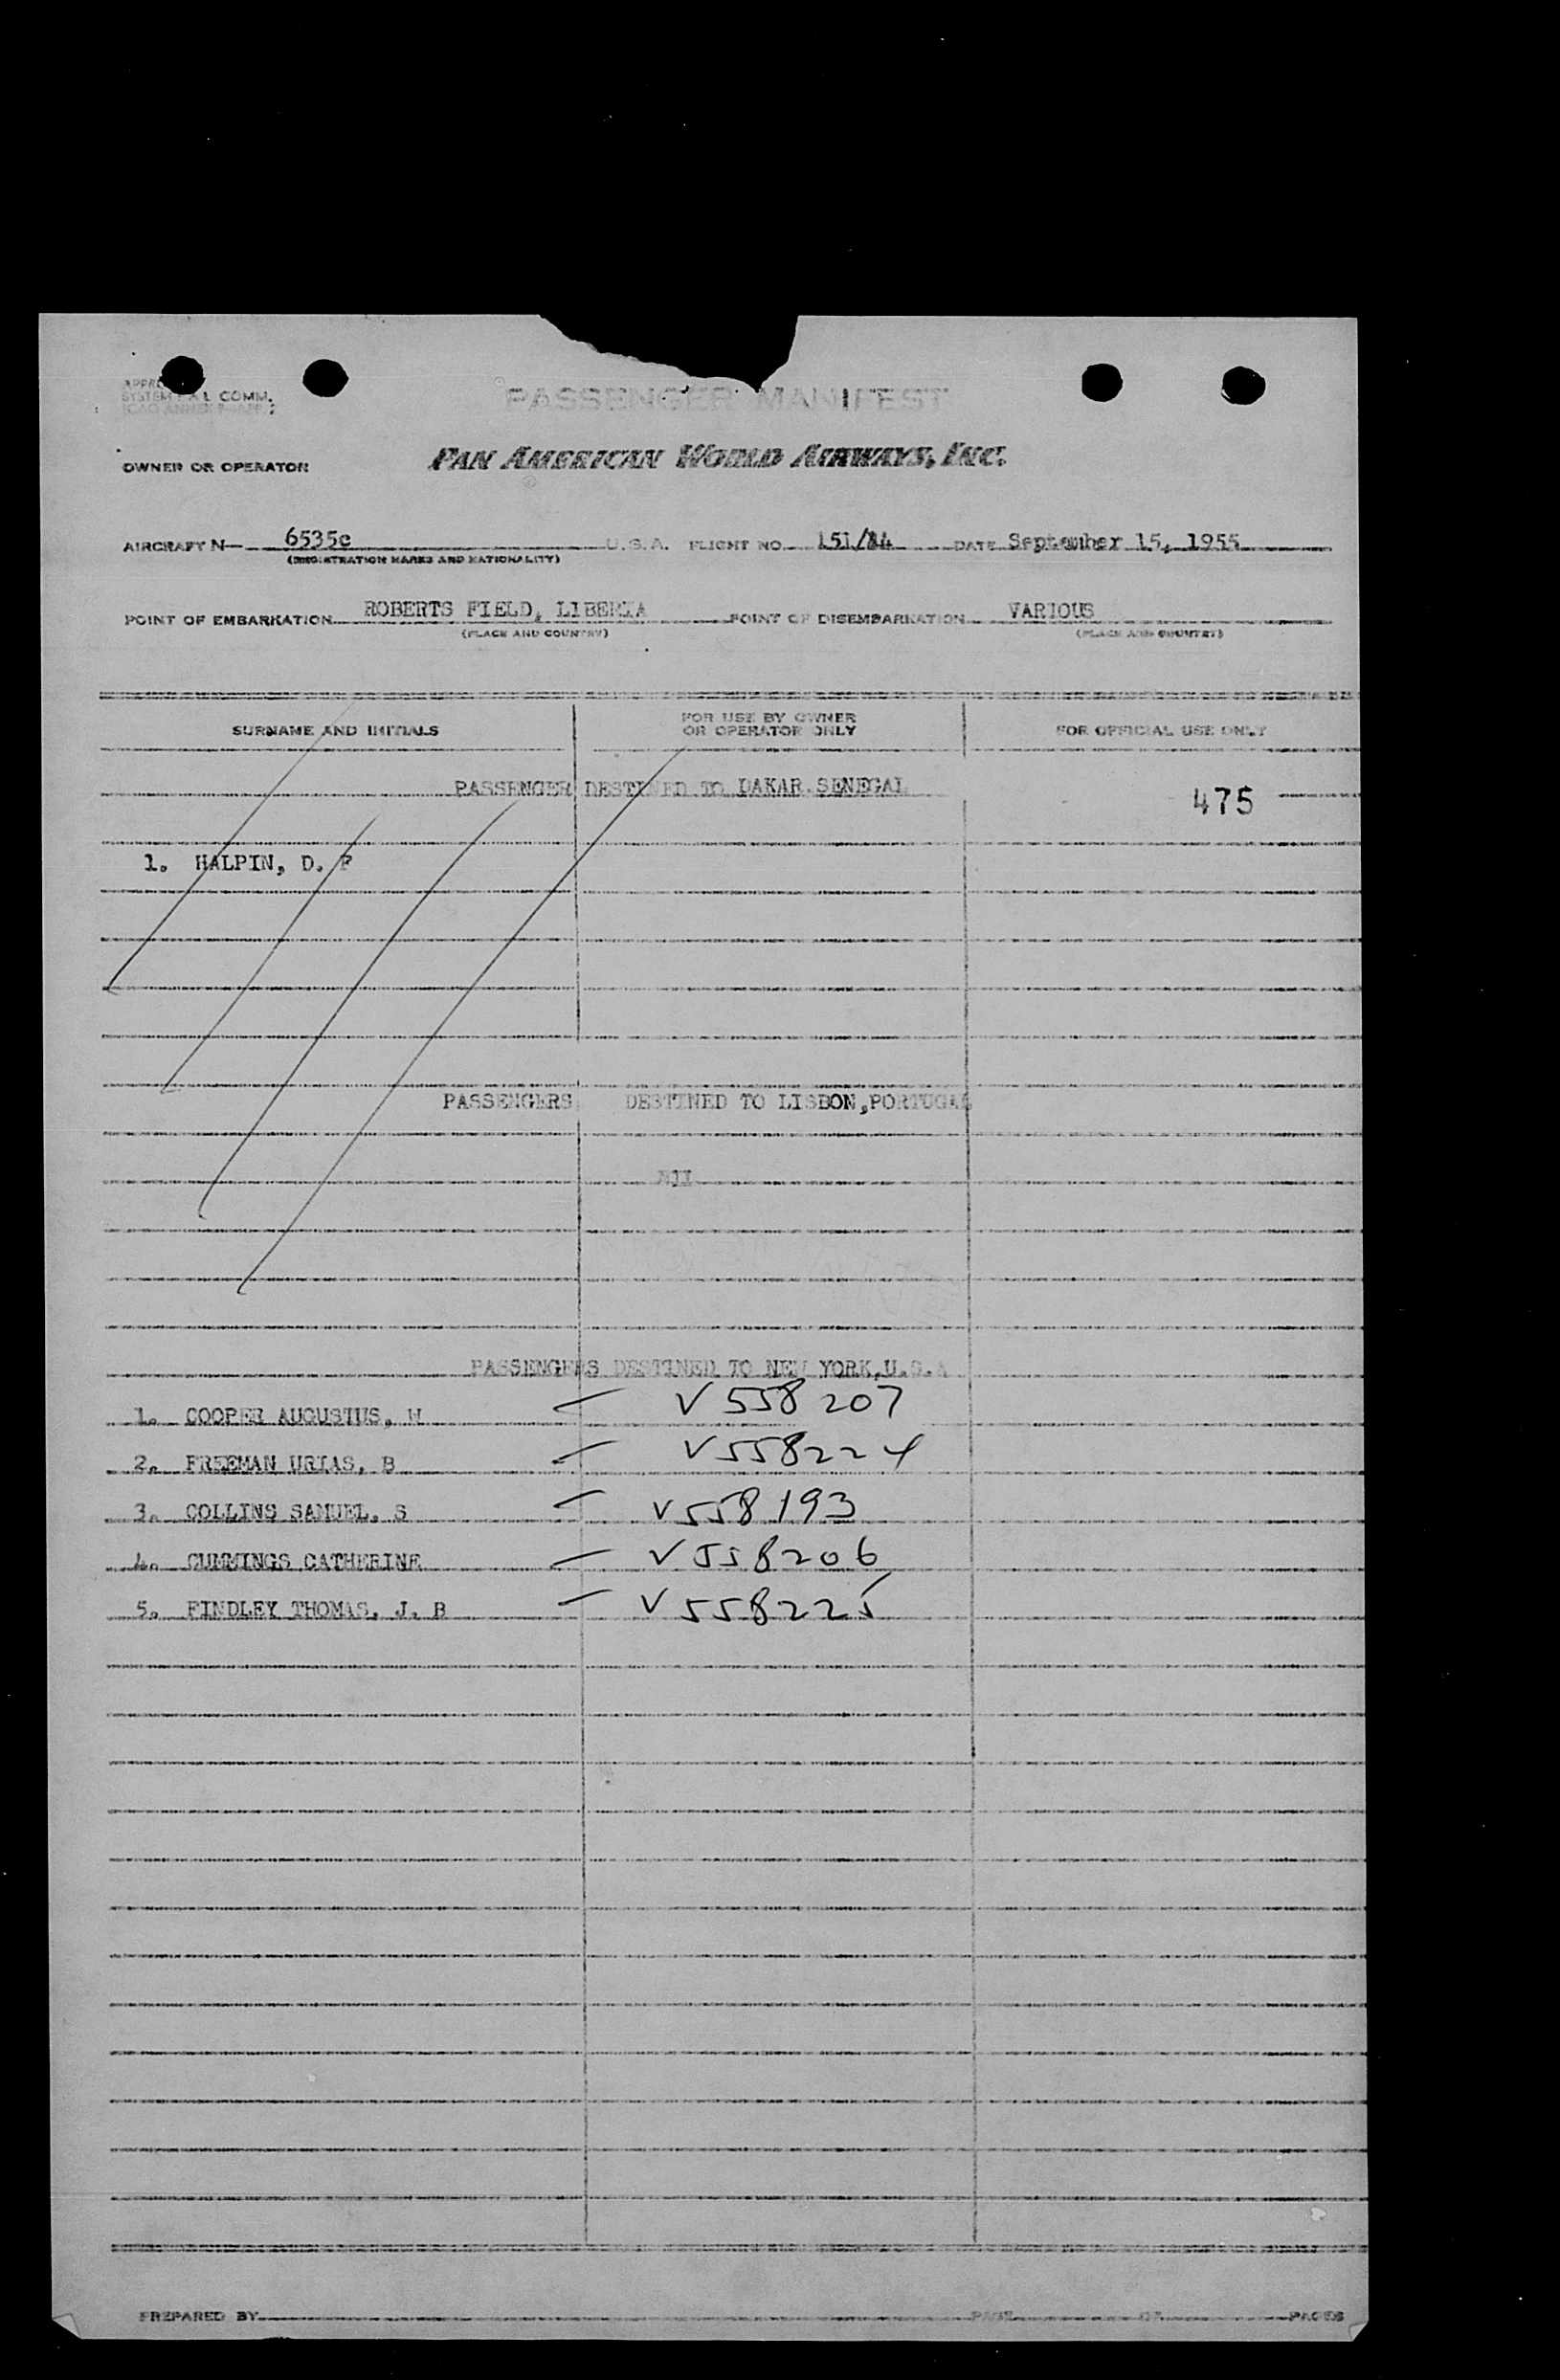 SYSTEM
L COMM.
PASSENGER MANIFEST
OWNER OR OPERATOR PAN AMERICAN WORLD AIRWAYS, INC.
AIRCRAFT N— 6535c U.S.A. FLIGHT NO. 151/14 DATE September 15, 1955
(REGISTRATION MARKS AND NATIONALITY)
POINT OF EMBARKATION ROBERTS FIELD, LIBERIA POINT OF DISEMBARKATION VARIOUS
(PLACE AND COUNTRY) (PLACE AND COUNTRY)
SURNAME AND INITIALS FOR USE BY OWNER OR OPERATOR ONLY FOR OFFICIAL USE ONLY
PASSENGER DESTINED TO DAKAR SENEGAL
475
1. HALPIN, D. F
PASSENGERS DESTINED TO LISBON,PORTUGAL
NIL
PASSENGERS DESTINED TO NEW YORK,U.S.A
1. COOPER AUGUSTUS, H — V558207
2. FREEMAN URIAS, B — V558224
3. COLLINS SAMUEL, S — V558193
4. CUMMINGS CATHERINE — V558206
5. FINDLEY THOMAS, J. B — V558225
PREPARED BY PAGE OF PAGES